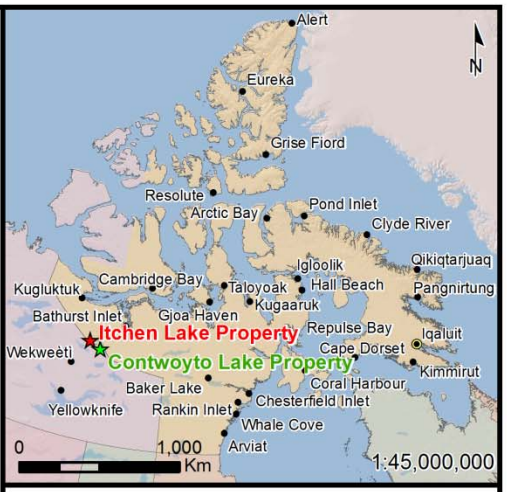 Alert
N
Eureka
Grise Fiord
Resolute
Arctic Bay
Pond Inlet
Clyde River
Igloolik
Qikiqtarjuaq
Kugluktuk
Cambridge Bay
Taloyoak
Hall Beach
Pangnirtung
Bathurst Inlet
Gjoa Haven
Kugaaruk
Itchen Lake Property
Repulse Bay
Iqaluit
Wekweètì
Contwoyto Lake Property
Cape Dorset
Kimmirut
Baker Lake
Coral Harbour
Yellowknife
Rankin Inlet
Chesterfield Inlet
Whale Cove
Arviat
0 1,000
Km
1:45,000,000